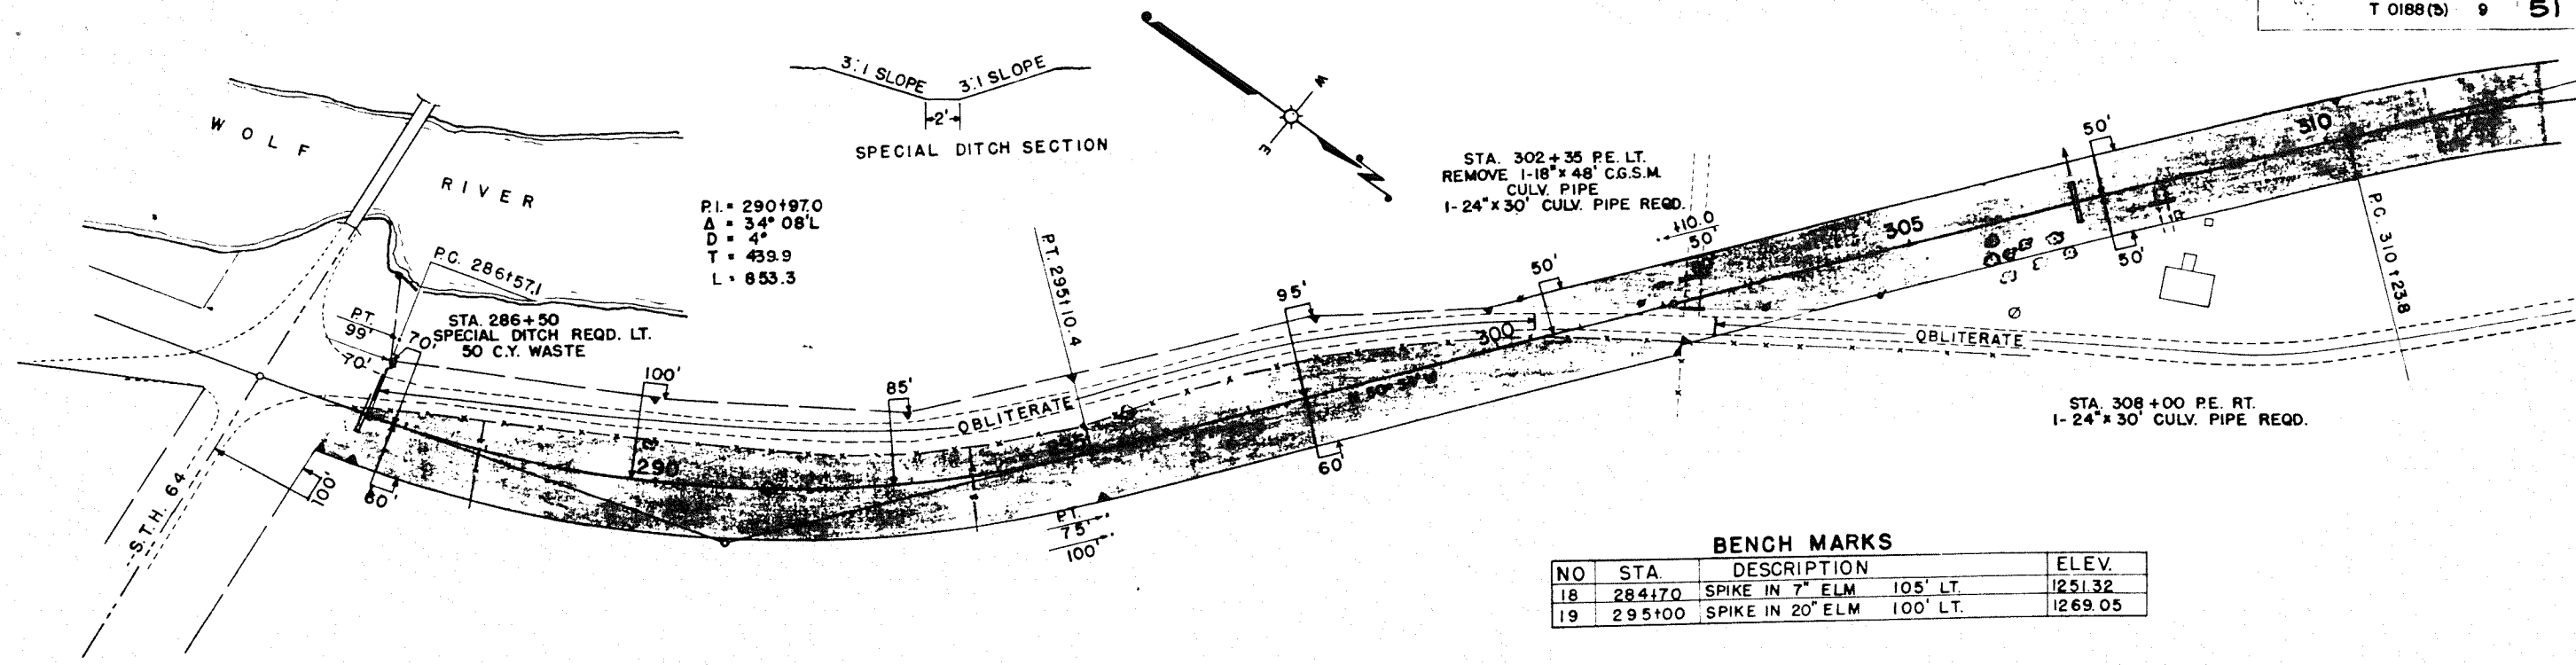 T 0188(3) 9 51
WOLF
RIVER
3:1 SLOPE 3:1 SLOPE
2'
SPECIAL DITCH SECTION
W
E
N
P.I. = 290+97.0
Δ = 34° 08' L
D = 4°
T = 439.9
L = 853.3
P.C. 286+57.1
P.T. 295+10.4
STA. 286+50
SPECIAL DITCH REQD. LT.
50 C.Y. WASTE
P.T.
99'
70'
70'
100'
85'
95'
50'
STA. 302+35 P.E. LT.
REMOVE 1-18" x 48' C.G.S.M.
CULV. PIPE
1-24" x 30' CULV. PIPE REQD.
+10.0
50'
50'
305
310
50'
P.C. 310+23.8
OBLITERATE
300
OBLITERATE
295
290
60'
60'
100'
S.T.H. 64
P.T.
75'
100'
STA. 308+00 P.E. RT.
1-24" x 30' CULV. PIPE REQD.
BENCH MARKS
NO STA. DESCRIPTION ELEV.
18 284+70 SPIKE IN 7" ELM 105' LT. 1251.32
19 295+00 SPIKE IN 20" ELM 100' LT. 1269.05